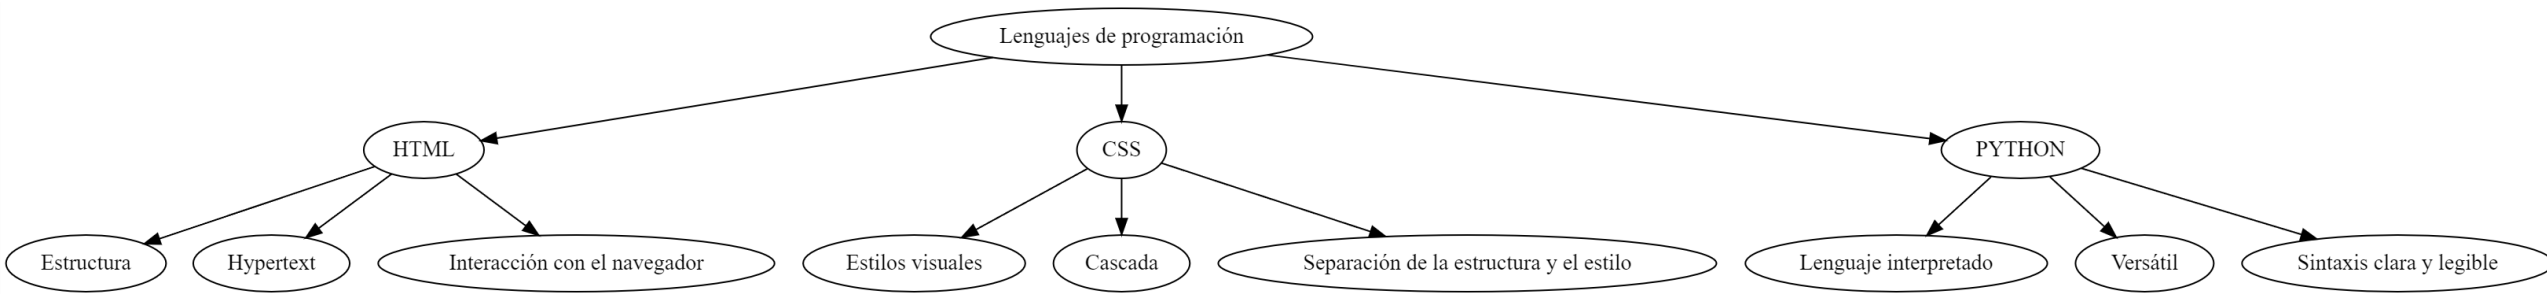 Lenguajes de programación
HTML
CSS
PYTHON
Estructura
Hypertext
Interacción con el navegador
Estilos visuales
Cascada
Separación de la estructura y el estilo
Lenguaje interpretado
Versátil
Sintaxis clara y legible